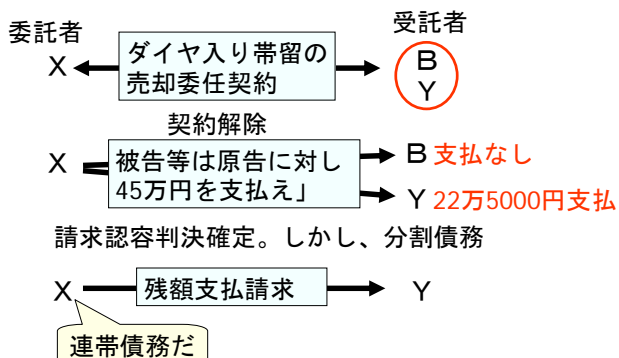 委託者
受託者
X
ダイヤ入り帯留の
売却委任契約
B
Y
契約解除
X
被告等は原告に対し
45万円を支払え」
B 支払なし
Y 22万5000円支払
請求認容判決確定。しかし、分割債務
X
残額支払請求
Y
連帯債務だ